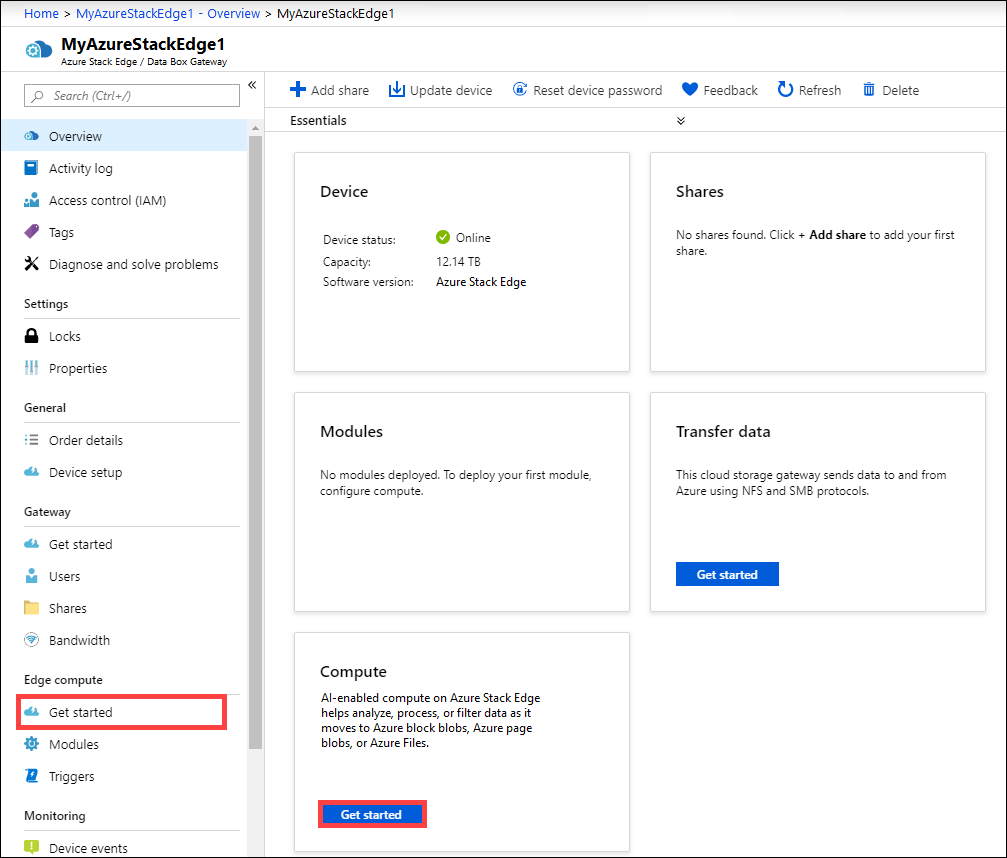 Home > MyAzureStackEdge1 - Overview > MyAzureStackEdge1
MyAzureStackEdge1
Azure Stack Edge / Data Box Gateway
Search (Ctrl+/)
Overview
Activity log
Access control (IAM)
Tags
Diagnose and solve problems
Settings
Locks
Properties
General
Order details
Device setup
Gateway
Get started
Users
Shares
Bandwidth
Edge compute
Get started
Modules
Triggers
Monitoring
Device events
Add share
Update device
Reset device password
Feedback
Refresh
Delete
Essentials
Device
Device status: Online
Capacity: 12.14 TB
Software version: Azure Stack Edge
Shares
No shares found. Click + Add share to add your first
share.
Modules
No modules deployed. To deploy your first module,
configure compute.
Transfer data
This cloud storage gateway sends data to and from
Azure using NFS and SMB protocols.
Get started
Compute
AI-enabled compute on Azure Stack Edge
helps analyze, process, or filter data as it
moves to Azure block blobs, Azure page
blobs, or Azure Files.
Get started